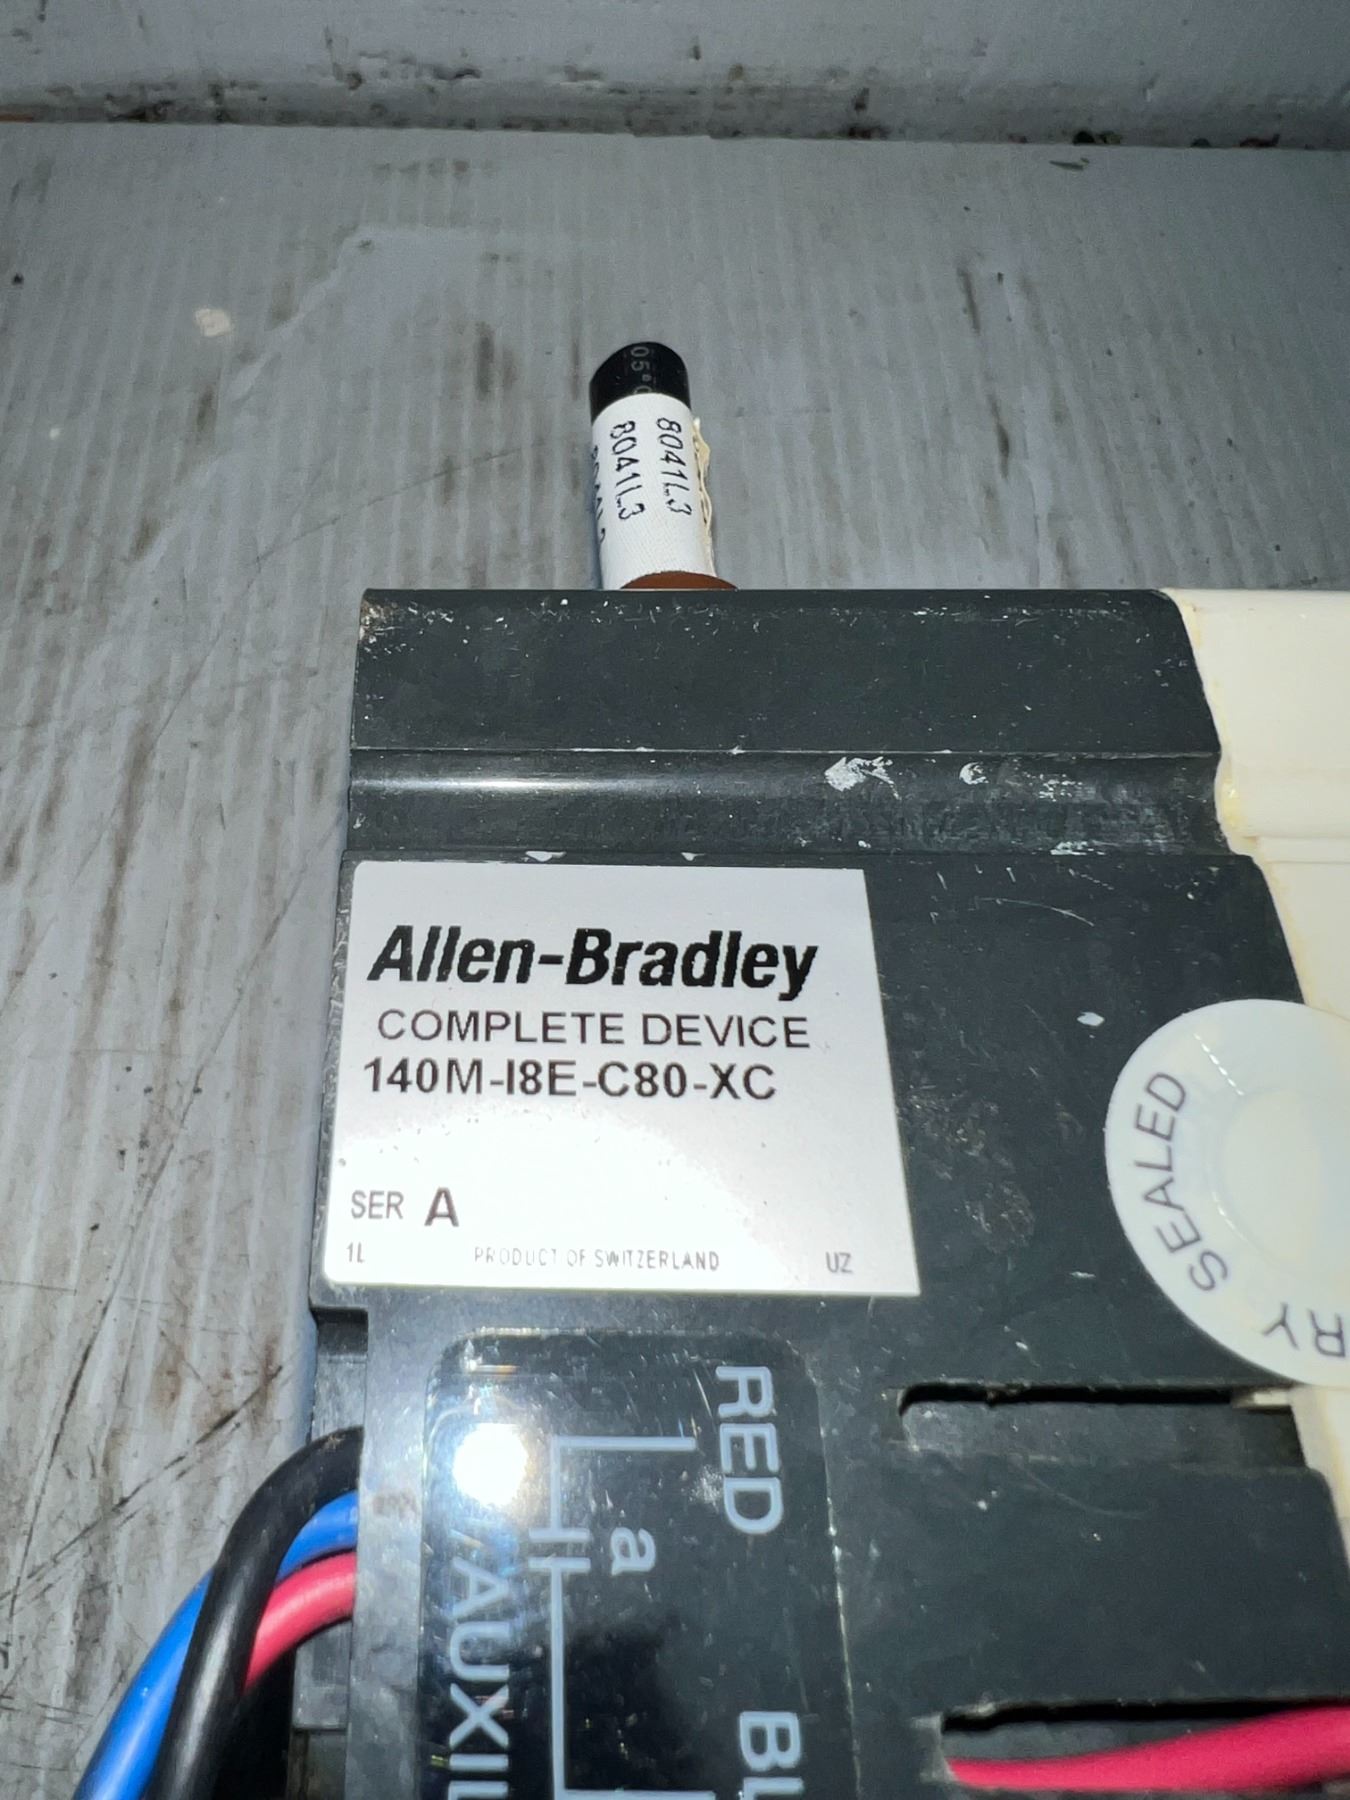 8041L3
8041L3
Allen-Bradley
COMPLETE DEVICE
140M-I8E-C80-XC
SER A
1L PRODUCT OF SWITZERLAND UZ
SEALED
RED
a